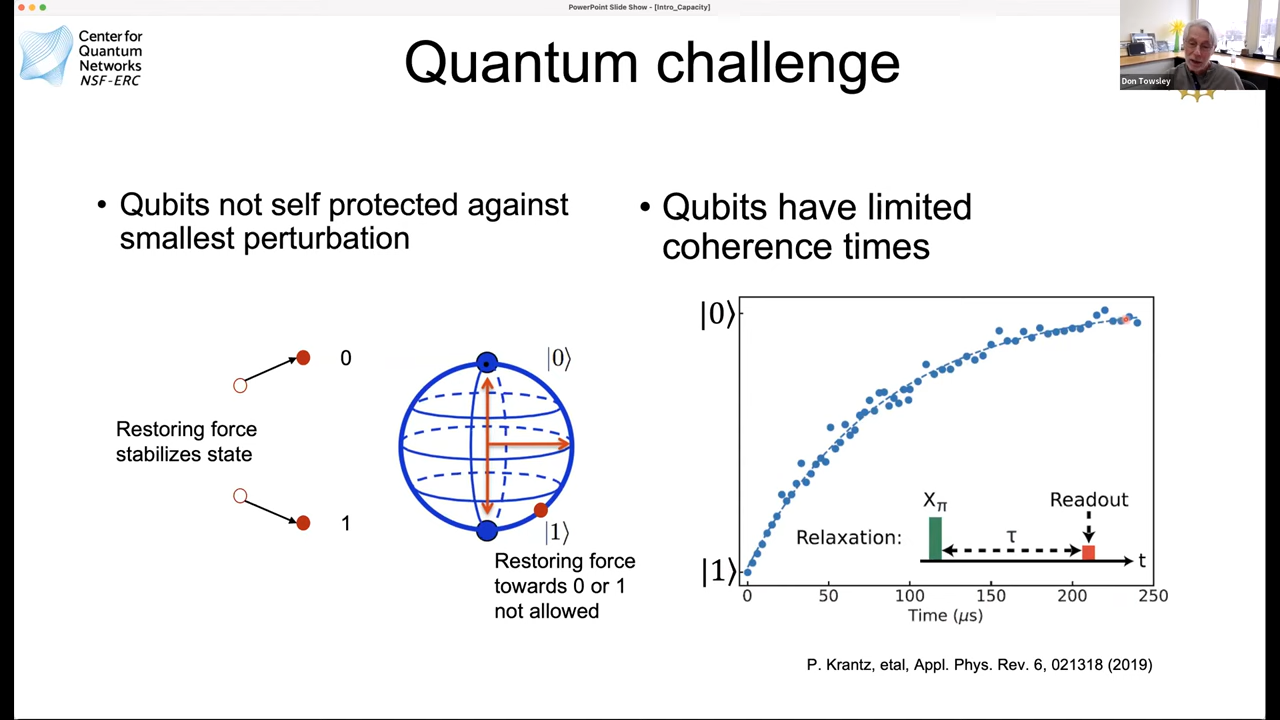 PowerPoint Slide Show - [Intro_Capacity]
Center for
Quantum
Networks
NSF-ERC
Quantum challenge
Don Towsley
• Qubits not self protected against
smallest perturbation
0
Restoring force
stabilizes state
1
|0⟩
|1⟩
Restoring force
towards 0 or 1
not allowed
• Qubits have limited
coherence times
|0⟩
|1⟩
Xπ
Readout
Relaxation:
τ
t
0 50 100 150 200 250
Time (μs)
P. Krantz, etal, Appl. Phys. Rev. 6, 021318 (2019)